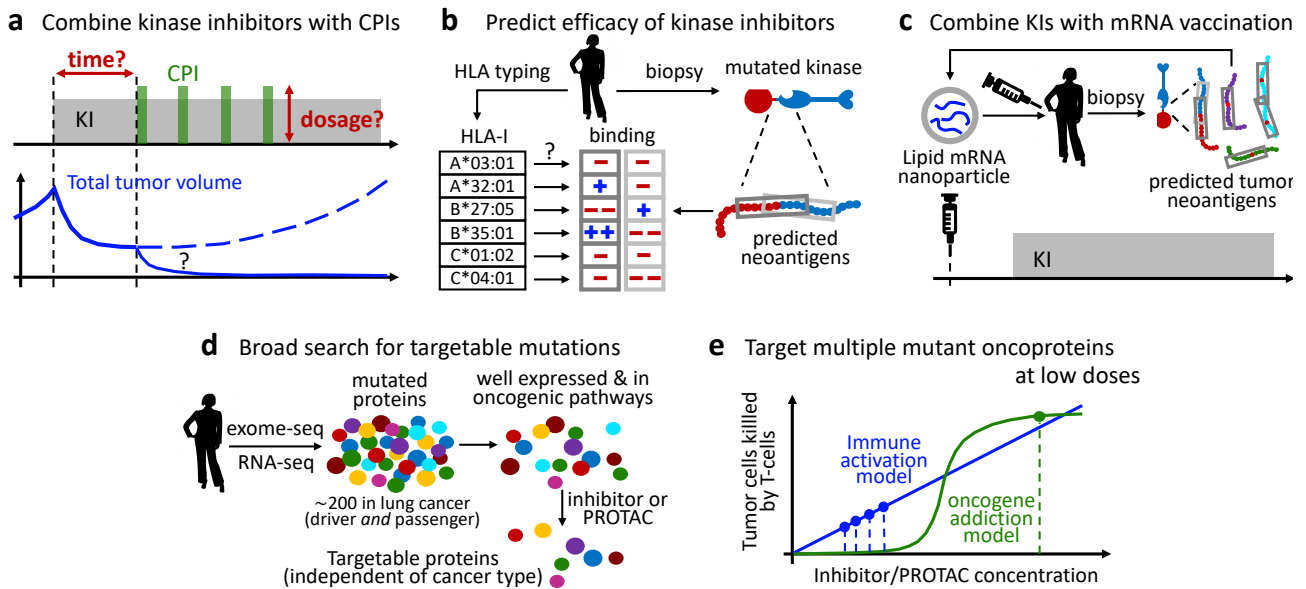 a Combine kinase inhibitors with CPIs
time?
CPI
KI
dosage?
Total tumor volume
?
b Predict efficacy of kinase inhibitors
HLA typing
biopsy
mutated kinase
HLA-I
binding
?
A*03:01 − −
A*32:01 + −
B*27:05 − − +
B*35:01 ++ − −
C*01:02 − −
C*04:01 − − −
predicted
neoantigens
c Combine KIs with mRNA vaccination
biopsy
Lipid mRNA
nanoparticle
predicted tumor
neoantigens
KI
d Broad search for targetable mutations
mutated
proteins
well expressed & in
oncogenic pathways
exome-seq
RNA-seq
~200 in lung cancer
(driver and passenger)
inhibitor or
PROTAC
Targetable proteins
(independent of cancer type)
e Target multiple mutant oncoproteins
at low doses
Tumor cells killled
by T-cells
Immune
activation
model
oncogene
addiction
model
Inhibitor/PROTAC concentration